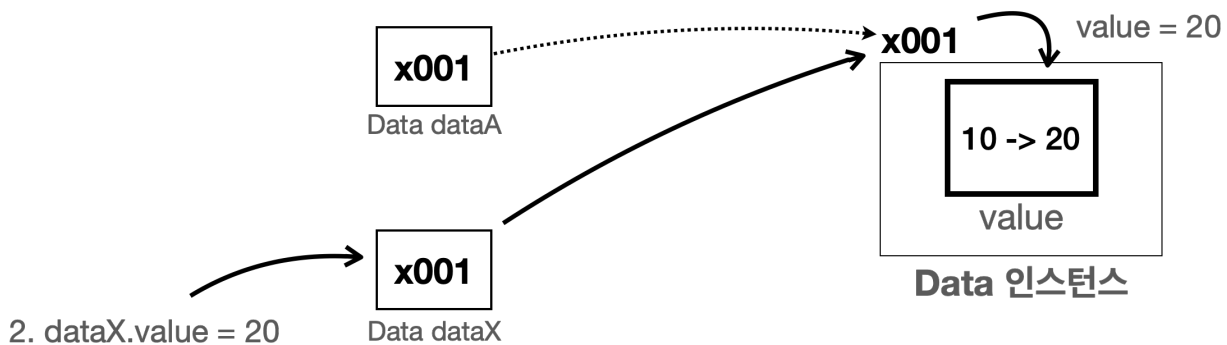 x001
Data dataA
x001
value = 20
10 -> 20
value
Data 인스턴스
x001
Data dataX
2. dataX.value = 20